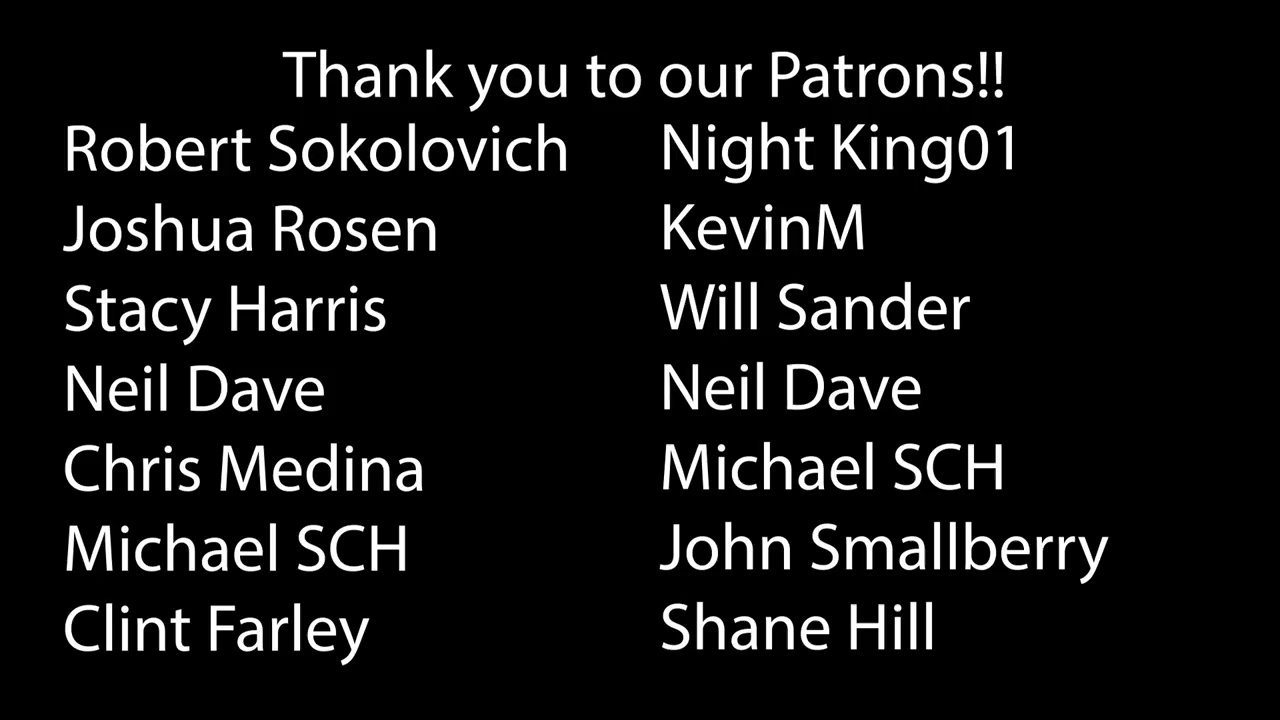 Thank you to our Patrons!!
Robert Sokolovich
Joshua Rosen
Stacy Harris
Neil Dave
Chris Medina
Michael SCH
Clint Farley
Night King01
KevinM
Will Sander
Neil Dave
Michael SCH
John Smallberry
Shane Hill